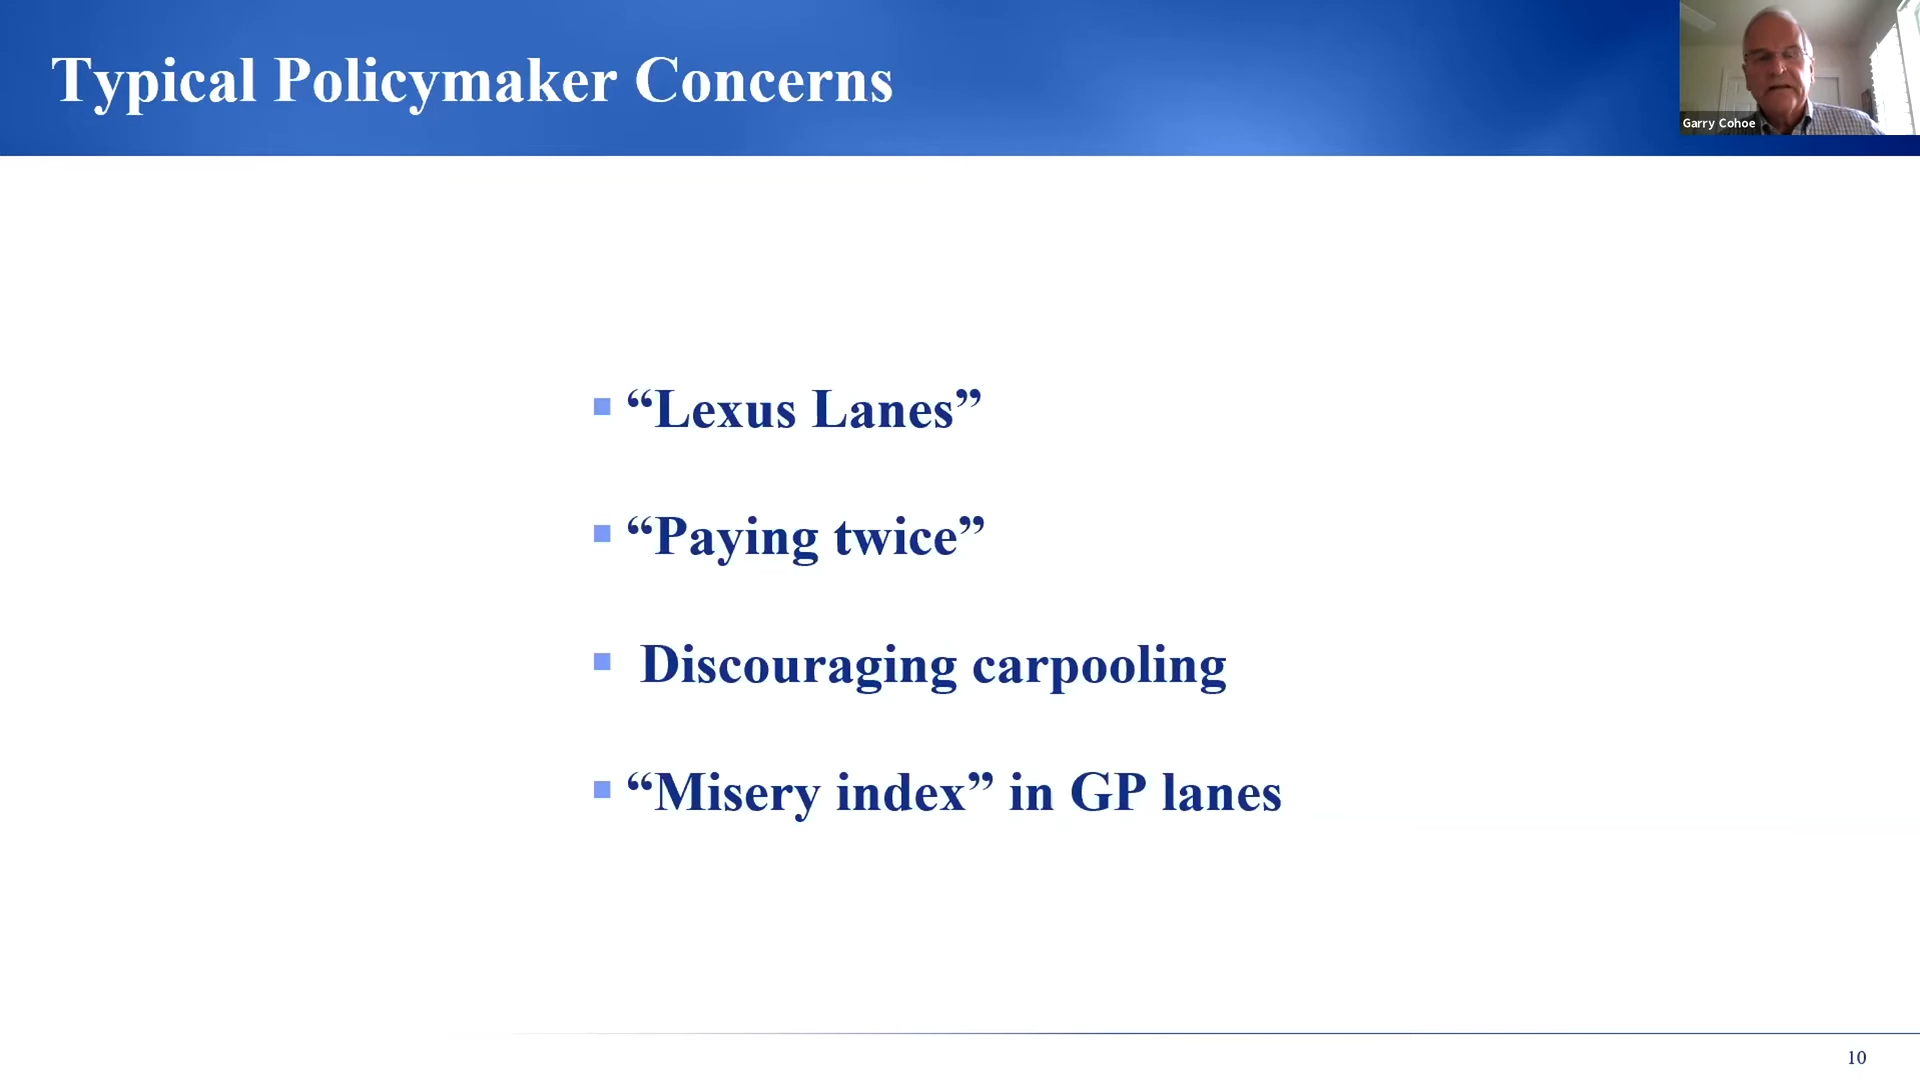 Typical Policymaker Concerns
Garry Cohoe
“Lexus Lanes”
“Paying twice”
Discouraging carpooling
“Misery index” in GP lanes
10